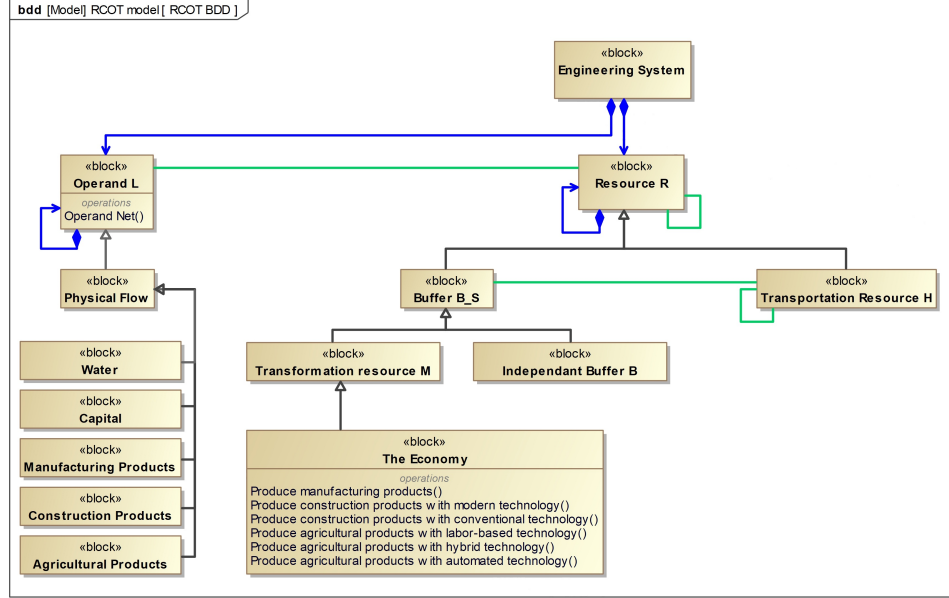 bdd [Model] RCOT model [ RCOT BDD ]
«block»
Engineering System
«block»
Operand L
operations
Operand Net()
«block»
Resource R
«block»
Physical Flow
«block»
Buffer B_S
«block»
Transportation Resource H
«block»
Water
«block»
Transformation resource M
«block»
Independant Buffer B
«block»
Capital
«block»
Manufacturing Products
«block»
Construction Products
«block»
Agricultural Products
«block»
The Economy
operations
Produce manufacturing products()
Produce construction products with modern technology()
Produce construction products with conventional technology()
Produce agricultural products with labor-based technology()
Produce agricultural products with hybrid technology()
Produce agricultural products with automated technology()